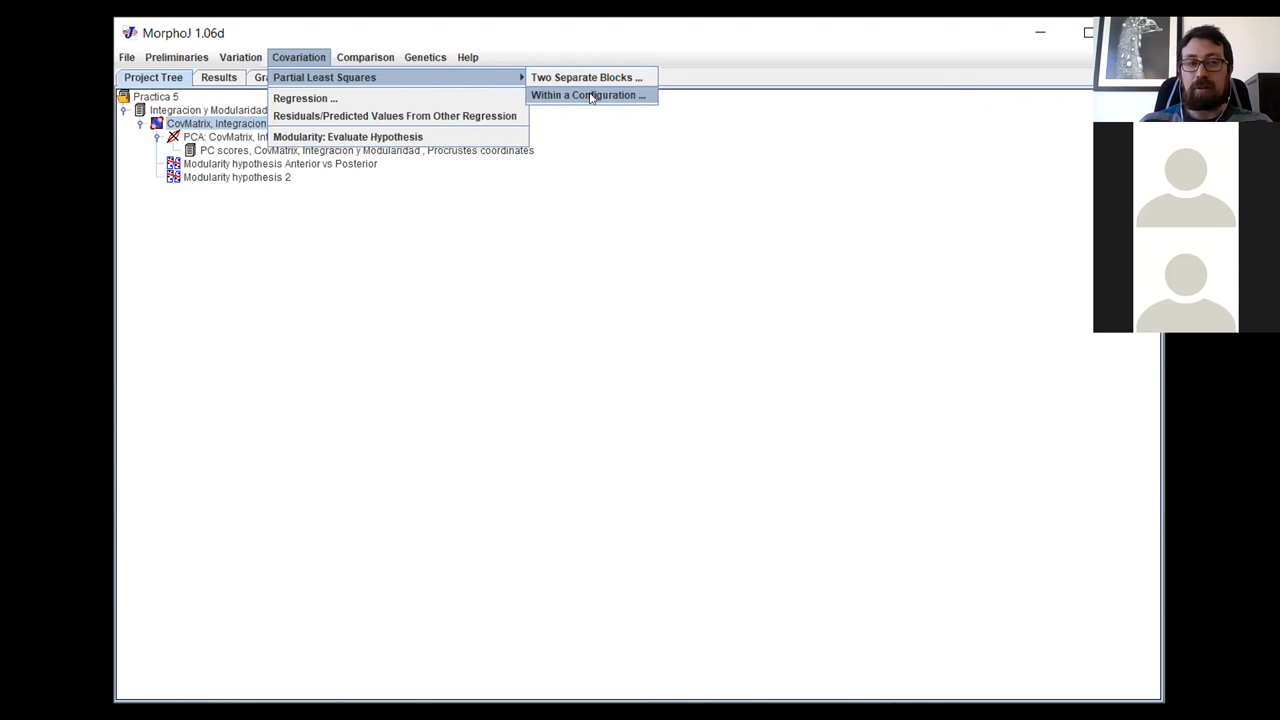 MorphoJ 1.06d
File Preliminaries Variation Covariation Comparison Genetics Help
Project Tree Results Gra
Partial Least Squares
Two Separate Blocks ...
Within a Configuration ...
Regression ...
Residuals/Predicted Values From Other Regression
Modularity: Evaluate Hypothesis
Practica 5
Integracion y Modularidad
CovMatrix, Integracion
PCA: CovMatrix, Int
PC scores, CovMatrix, Integracion y Modularidad , Procrustes coordinates
Modularity hypothesis Anterior vs Posterior
Modularity hypothesis 2